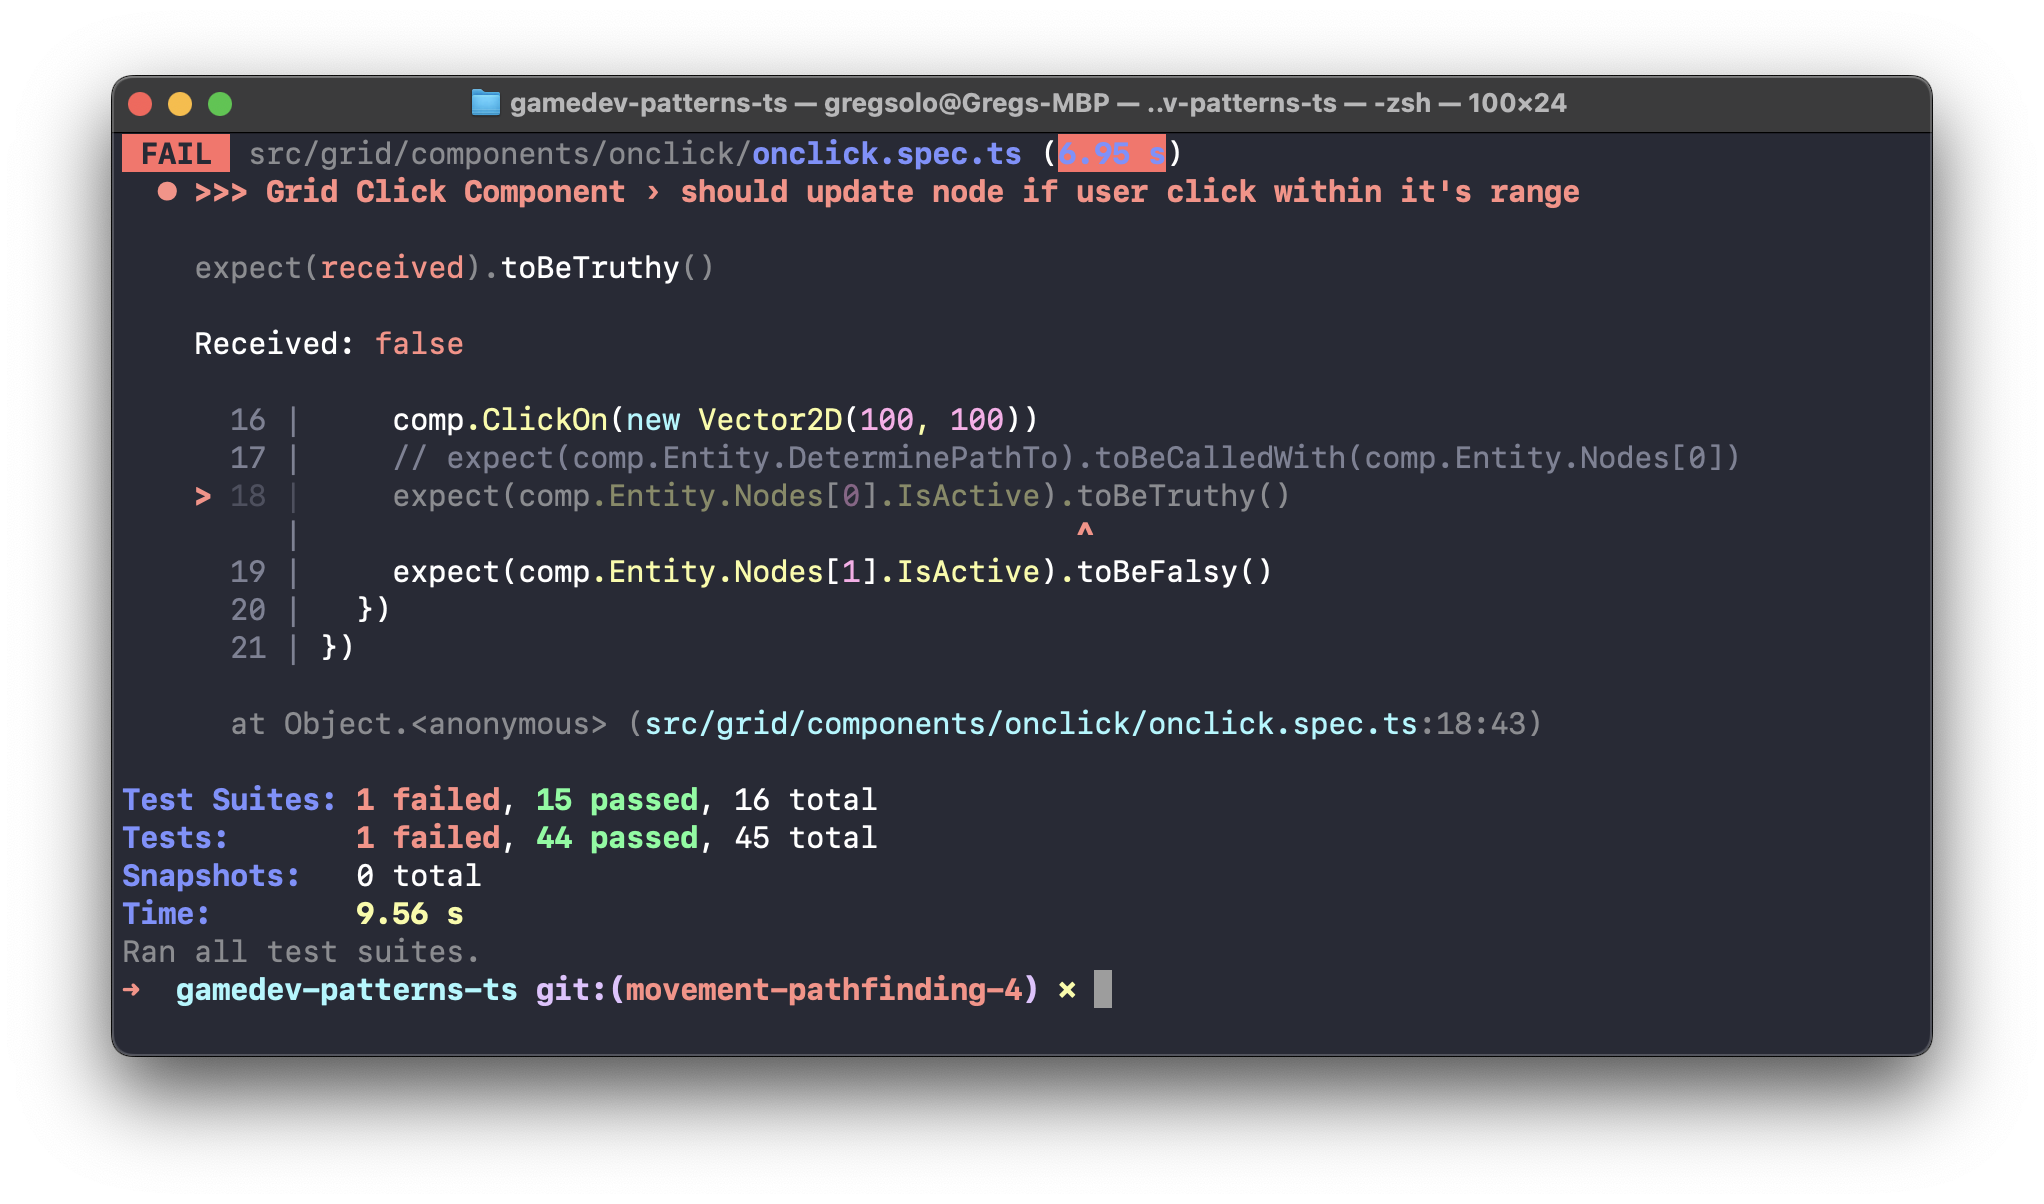 gamedev-patterns-ts — gregsolo@Gregs-MBP — ..v-patterns-ts — -zsh — 100×24
FAIL src/grid/components/onclick/onclick.spec.ts (6.95 s)
● >>> Grid Click Component › should update node if user click within it's range
expect(received).toBeTruthy()
Received: false
16 | comp.ClickOn(new Vector2D(100, 100))
17 | // expect(comp.Entity.DeterminePathTo).toBeCalledWith(comp.Entity.Nodes[0])
> 18 | expect(comp.Entity.Nodes[0].IsActive).toBeTruthy()
| ^
19 | expect(comp.Entity.Nodes[1].IsActive).toBeFalsy()
20 | })
21 | })
at Object.<anonymous> (src/grid/components/onclick/onclick.spec.ts:18:43)
Test Suites: 1 failed, 15 passed, 16 total
Tests: 1 failed, 44 passed, 45 total
Snapshots: 0 total
Time: 9.56 s
Ran all test suites.
➜ gamedev-patterns-ts git:(movement-pathfinding-4) ✗